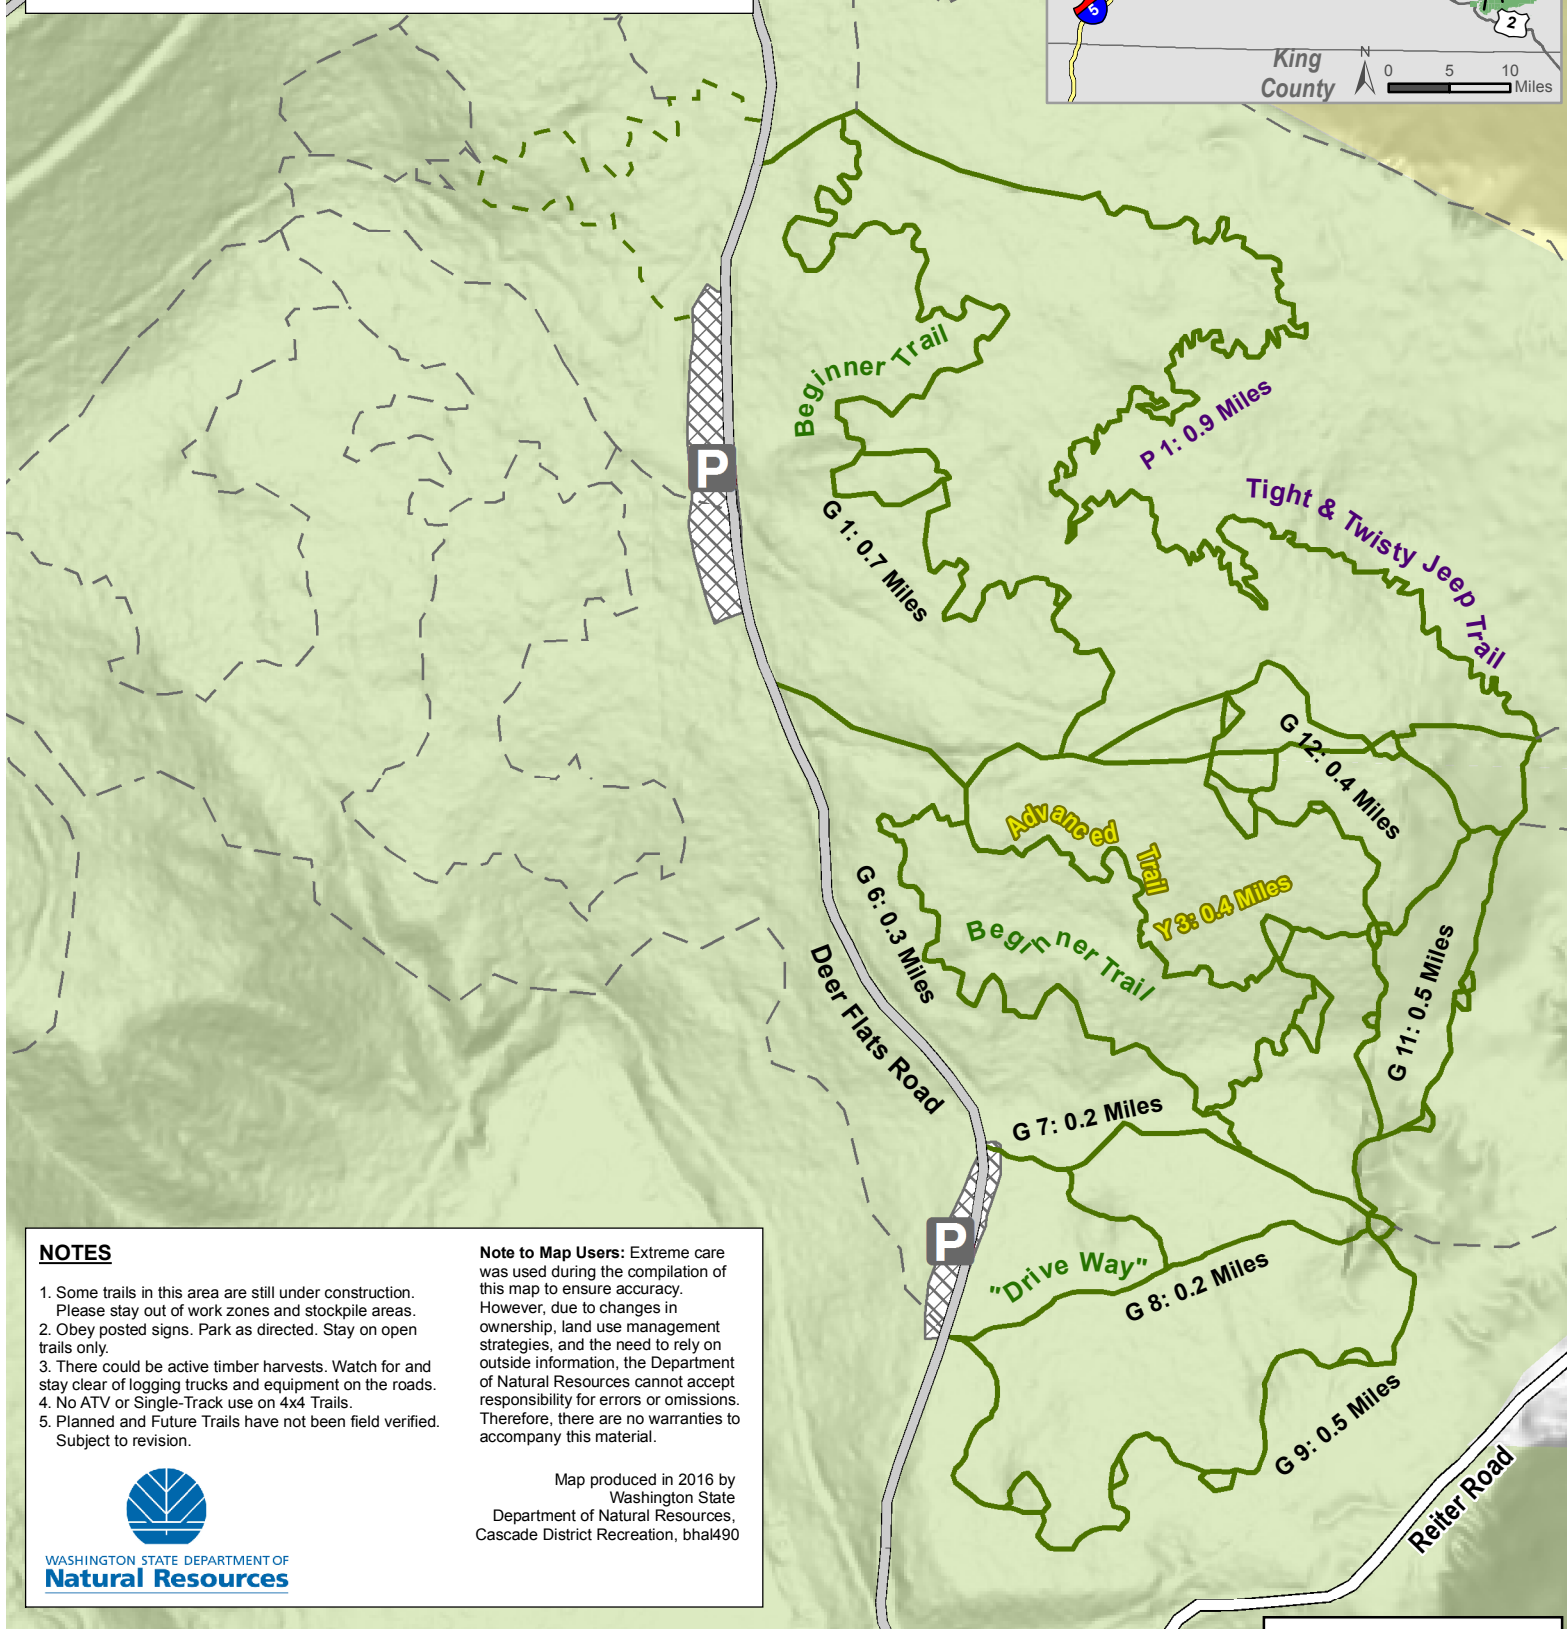 5
2
King
County
N
0 5 10
Miles
Beginner Trail
P 1: 0.9 Miles
P
Tight & Twisty Jeep Trail
G 1: 0.7 Miles
G 12: 0.4 Miles
Advanced Trail
Y 3: 0.4 Miles
G 6: 0.3 Miles
Beginner Trail
G 11: 0.5 Miles
Deer Flats Road
G 7: 0.2 Miles
P
"Drive Way"
G 8: 0.2 Miles
G 9: 0.5 Miles
Reiter Road
NOTES
1. Some trails in this area are still under construction.
Please stay out of work zones and stockpile areas.
2. Obey posted signs. Park as directed. Stay on open
trails only.
3. There could be active timber harvests. Watch for and
stay clear of logging trucks and equipment on the roads.
4. No ATV or Single-Track use on 4x4 Trails.
5. Planned and Future Trails have not been field verified.
Subject to revision.
WASHINGTON STATE DEPARTMENT OF
Natural Resources
Note to Map Users: Extreme care
was used during the compilation of
this map to ensure accuracy.
However, due to changes in
ownership, land use management
strategies, and the need to rely on
outside information, the Department
of Natural Resources cannot accept
responsibility for errors or omissions.
Therefore, there are no warranties to
accompany this material.
Map produced in 2016 by
Washington State
Department of Natural Resources,
Cascade District Recreation, bhal490